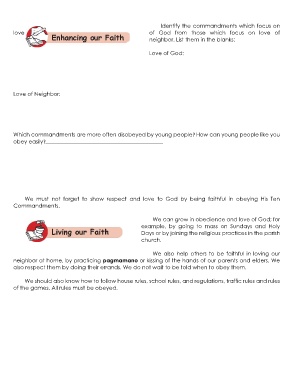 Identify the commandments which focus on
love of God from those which focus on love of
Enhancing our Faith
neighbor. List them in the blanks:
Love of God:
Love of Neighbor:
Which commandments are more often disobeyed by young people? How can young people like you
obey easily?___________________________________
We must not forget to show respect and love to God by being faithful in obeying His Ten
Commandments.
We can grow in obedience and love of God; for
example, by going to mass on Sundays and Holy
Living our Faith
Days or by joining the religious practices in the parish
church.
We also help others to be faithful in loving our
neighbor at home, by practicing pagmamano or kissing of the hands of our parents and elders. We
also respect them by doing their errands. We do not wait to be told when to obey them.
We should also know how to follow house rules, school rules, and regulations, traffic rules and rules
of the games. All rules must be obeyed.